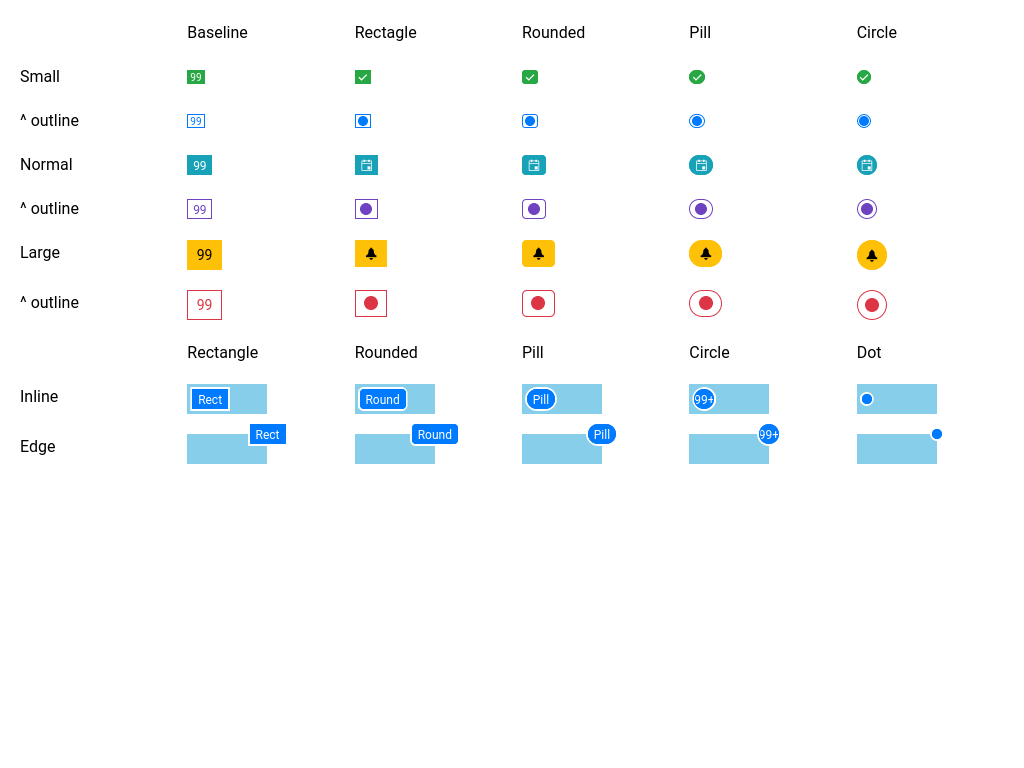 Baseline Rectagle Rounded Pill Circle
Small 99
^ outline 99
Normal 99
^ outline 99
Large 99
^ outline 99
Rectangle Rounded Pill Circle Dot
Inline Rect Round Pill 99+
Edge Rect Round Pill 99+